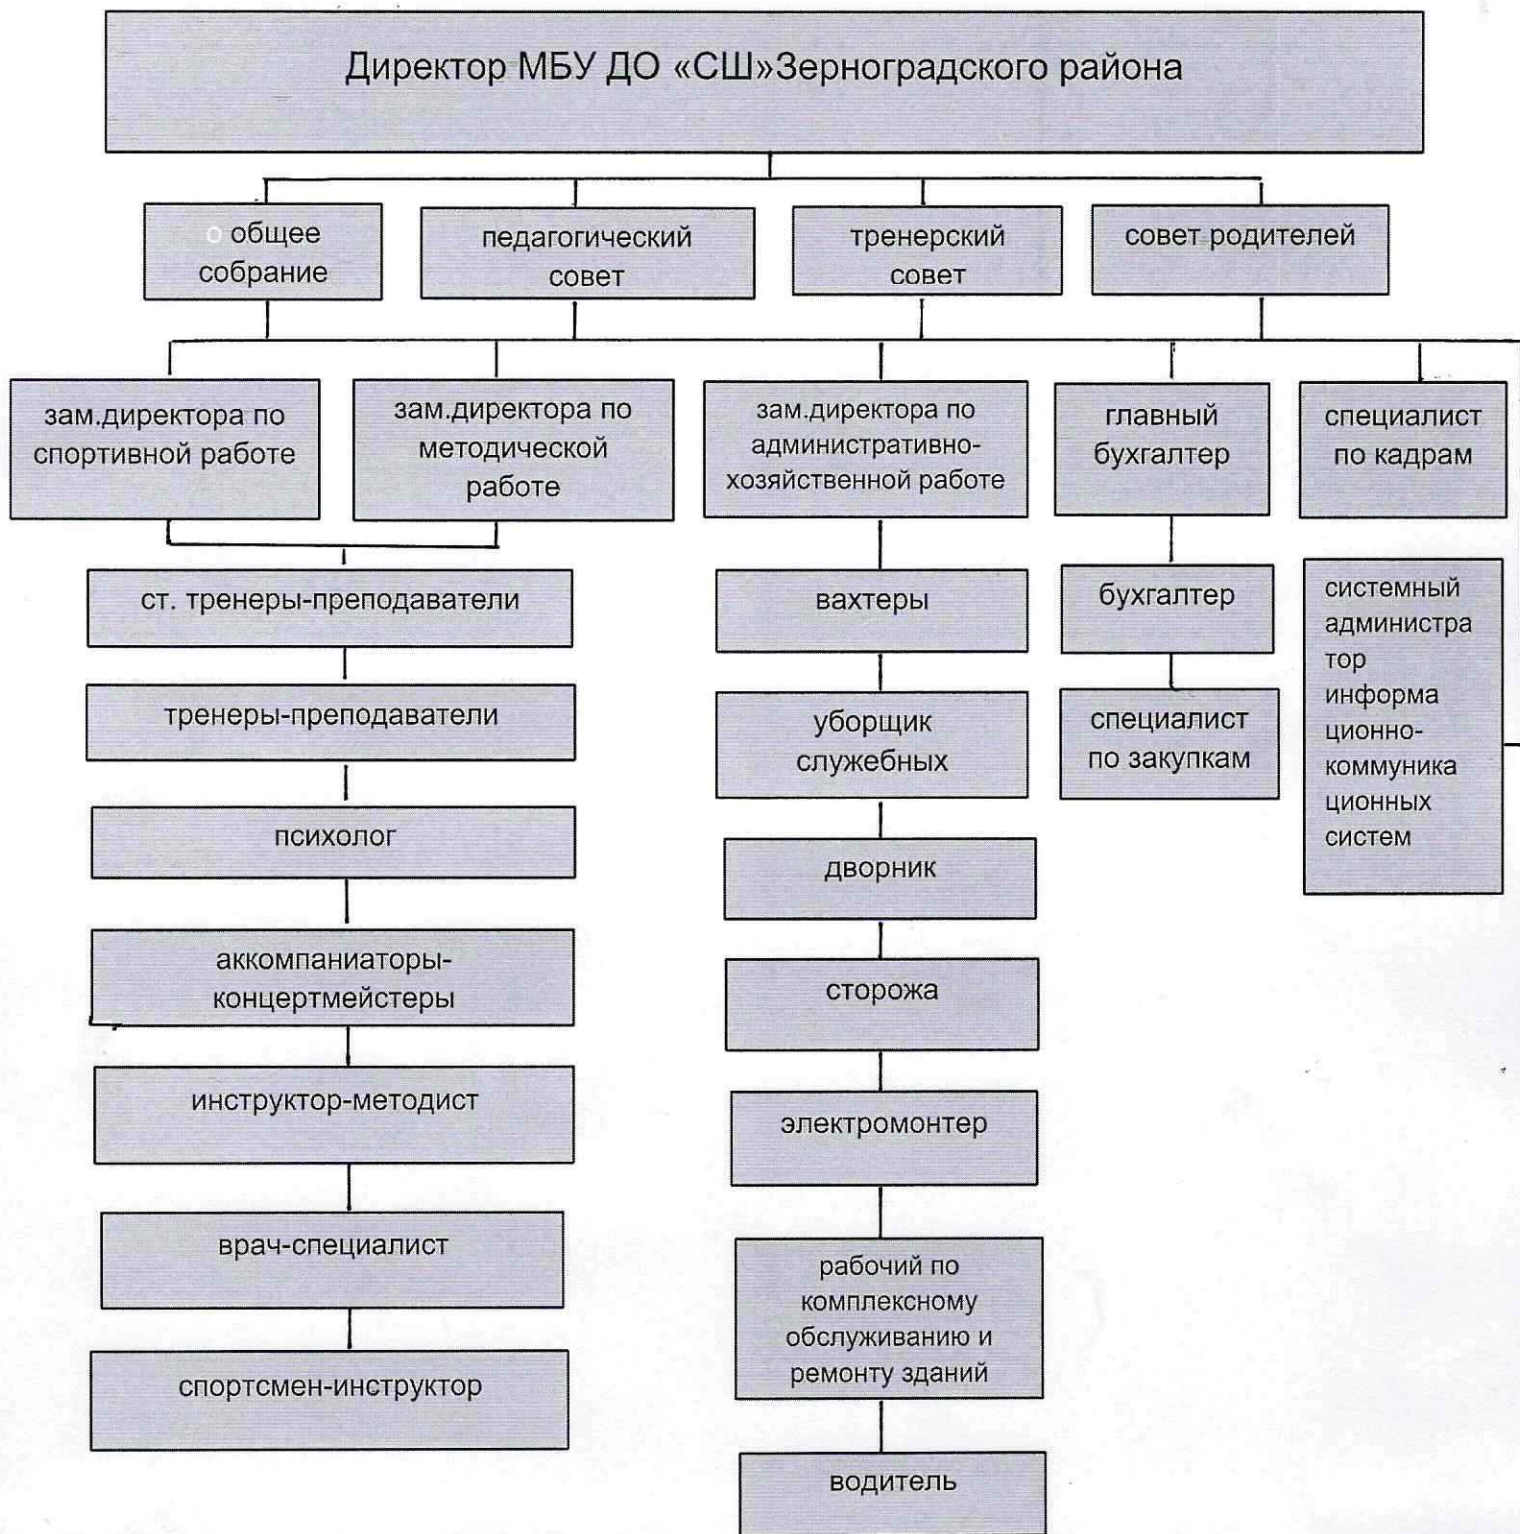 Директор МБУ ДО «СШ»Зерноградского района
о общее
собрание
педагогический
совет
тренерский
совет
совет родителей
зам.директора по
спортивной работе
зам.директора по
методической
работе
зам.директора по
административно-
хозяйственной работе
главный
бухгалтер
специалист
по кадрам
ст. тренеры-преподаватели
тренеры-преподаватели
психолог
аккомпаниаторы-
концертмейстеры
инструктор-методист
врач-специалист
спортсмен-инструктор
вахтеры
уборщик
служебных
дворник
сторожа
электромонтер
рабочий по
комплексному
обслуживанию и
ремонту зданий
водитель
бухгалтер
специалист
по закупкам
системный
администра
тор
информа
ционно-
коммуника
ционных
систем